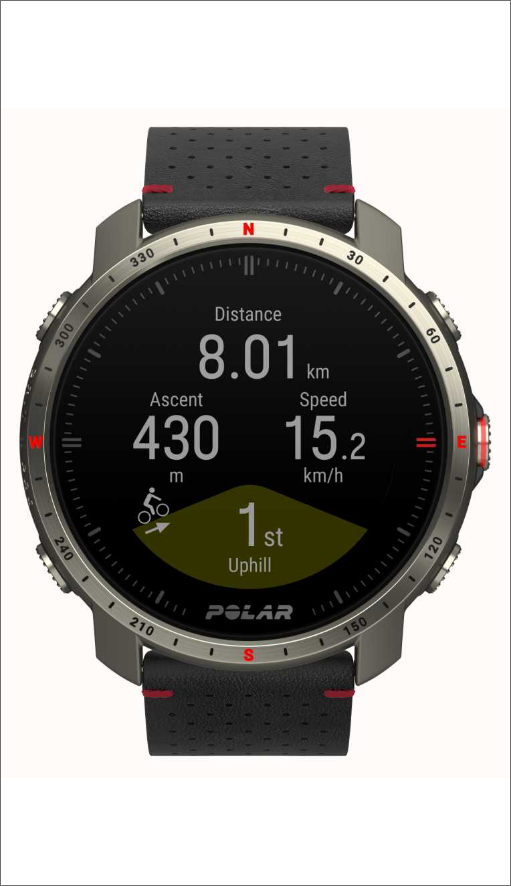 N
330
30
300
60
Distance
8.01 km
Ascent Speed
430 15.2
m km/h
W
E
1st
Uphill
240
120
POLAR
210
150
S